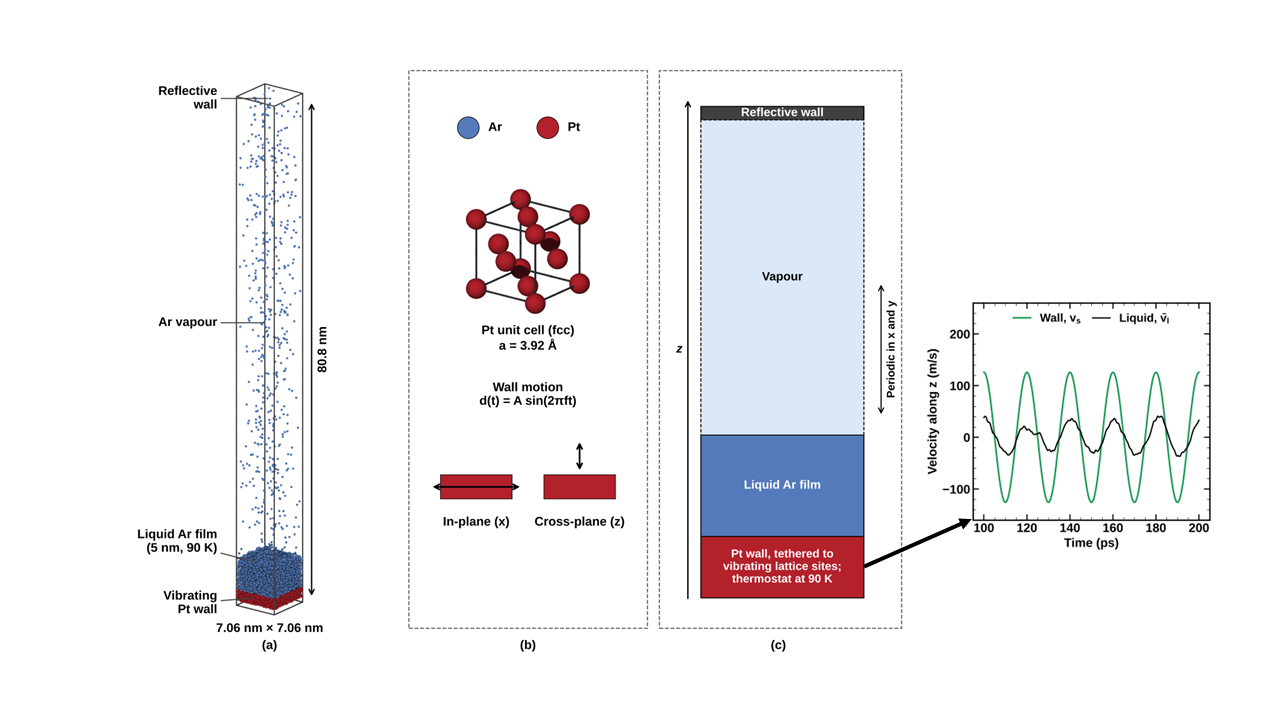 Reflective
wall
Ar vapour
80.8 nm
Liquid Ar film
(5 nm, 90 K)
Vibrating
Pt wall
7.06 nm × 7.06 nm
(a)
Ar
Pt
Pt unit cell (fcc)
a = 3.92 Å
Wall motion
d(t) = A sin(2πft)
In-plane (x)
Cross-plane (z)
(b)
z
Reflective wall
Vapour
Periodic in x and y
Liquid Ar film
Pt wall, tethered to
vibrating lattice sites;
thermostat at 90 K
(c)
Wall, vₛ
Liquid, v̄ₗ
Velocity along z (m/s)
200
100
0
−100
100 120 140 160 180 200
Time (ps)